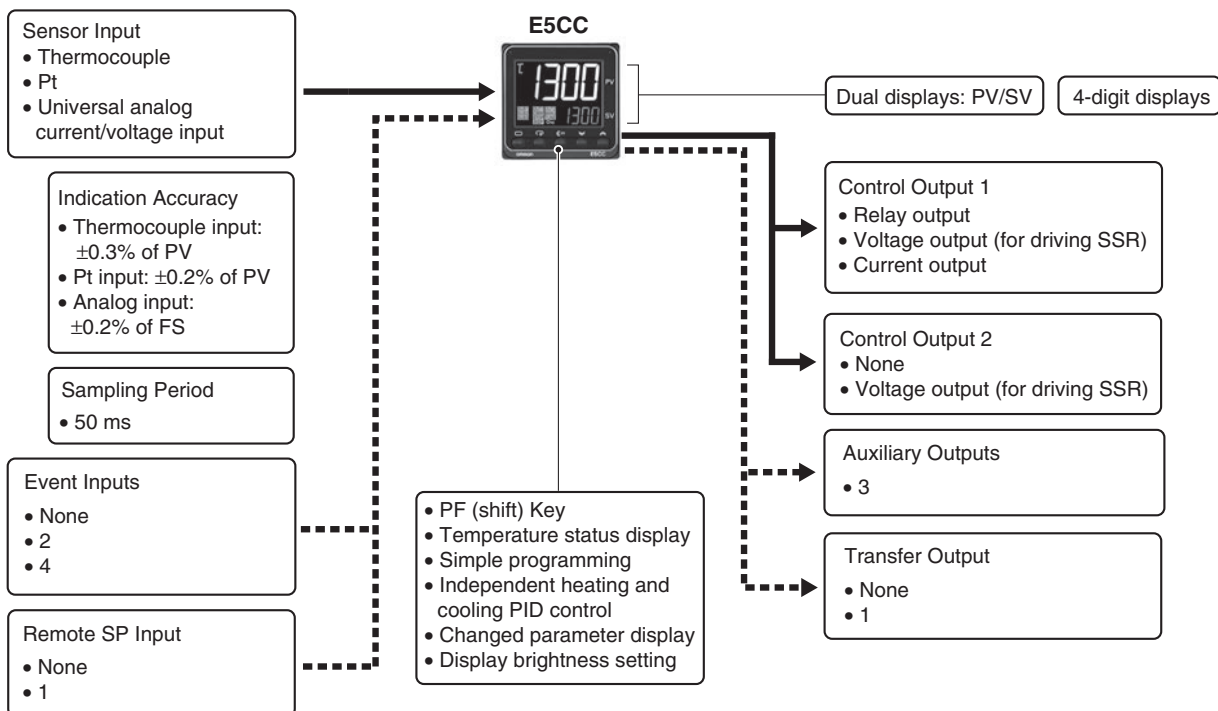 Sensor Input
• Thermocouple
• Pt
• Universal analog
current/voltage input
Indication Accuracy
• Thermocouple input:
±0.3% of PV
• Pt input: ±0.2% of PV
• Analog input:
±0.2% of FS
Sampling Period
• 50 ms
Event Inputs
• None
• 2
• 4
Remote SP Input
• None
• 1
E5CC
1300
PV
1300
SV
omron
E5CC
• PF (shift) Key
• Temperature status display
• Simple programming
• Independent heating and
cooling PID control
• Changed parameter display
• Display brightness setting
Dual displays: PV/SV
4-digit displays
Control Output 1
• Relay output
• Voltage output (for driving SSR)
• Current output
Control Output 2
• None
• Voltage output (for driving SSR)
Auxiliary Outputs
• 3
Transfer Output
• None
• 1